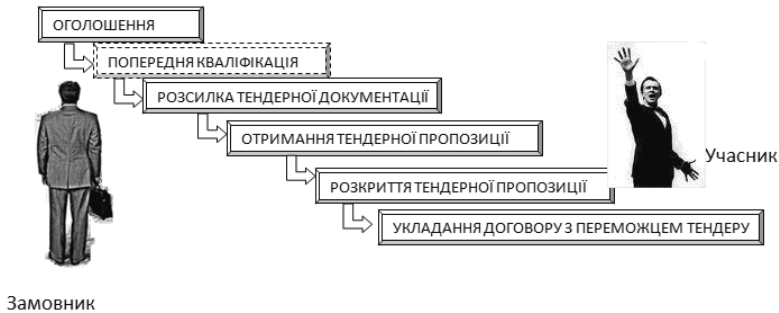 ОГОЛОШЕННЯ
ПОПЕРЕДНЯ КВАЛІФІКАЦІЯ
РОЗСИЛКА ТЕНДЕРНОЇ ДОКУМЕНТАЦІЇ
ОТРИМАННЯ ТЕНДЕРНОЇ ПРОПОЗИЦІЇ
Учасник
РОЗКРИТТЯ ТЕНДЕРНОЇ ПРОПОЗИЦІЇ
УКЛАДАННЯ ДОГОВОРУ З ПЕРЕМОЖЦЕМ ТЕНДЕРУ
Замовник